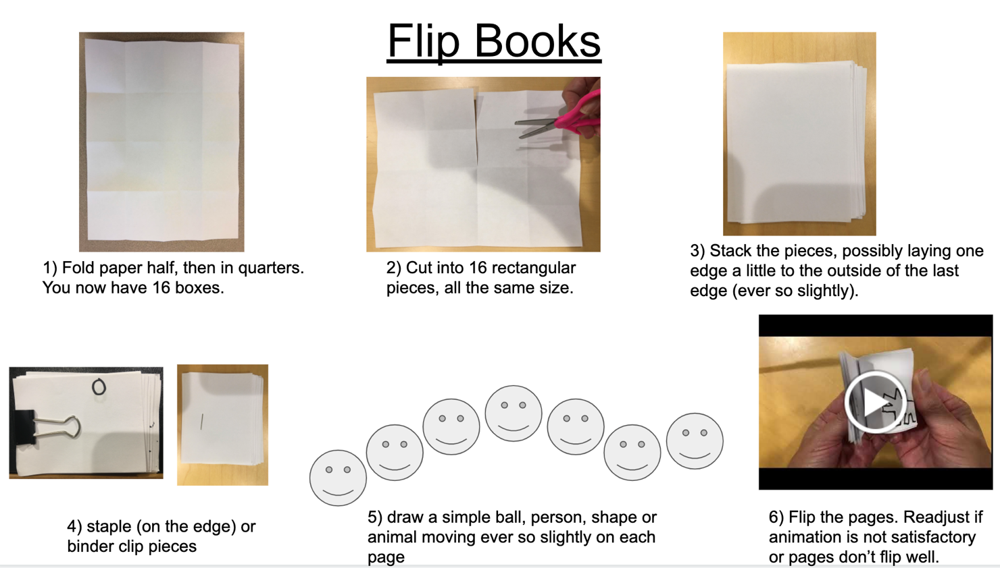 Flip Books
1) Fold paper half, then in quarters.
You now have 16 boxes.
2) Cut into 16 rectangular
pieces, all the same size.
3) Stack the pieces, possibly laying one
edge a little to the outside of the last
edge (ever so slightly).
4) staple (on the edge) or
binder clip pieces
5) draw a simple ball, person, shape or
animal moving ever so slightly on each
page
6) Flip the pages. Readjust if
animation is not satisfactory
or pages don’t flip well.